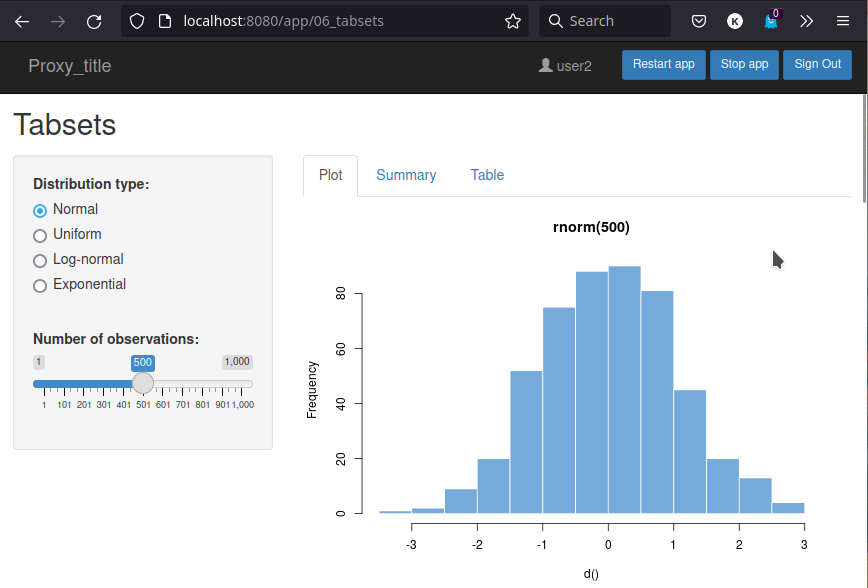 localhost:8080/app/06_tabsets
Search
K
0
Proxy_title
user2
Restart app
Stop app
Sign Out
Tabsets
Distribution type:
Normal
Uniform
Log-normal
Exponential
Number of observations:
1 500 1,000
1 101 201 301 401 501 601 701 801 901 1,000
Plot
Summary
Table
rnorm(500)
Frequency
80
60
40
20
0
-3 -2 -1 0 1 2 3
d()